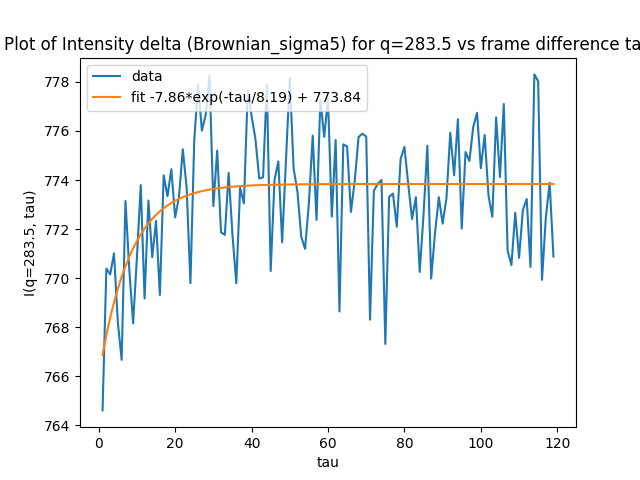 Plot of Intensity delta (Brownian_sigma5) for q=283.5 vs frame difference ta
data
fit -7.86*exp(-tau/8.19) + 773.84
I(q=283.5, tau)
778
776
774
772
770
768
766
764
0 20 40 60 80 100 120
tau